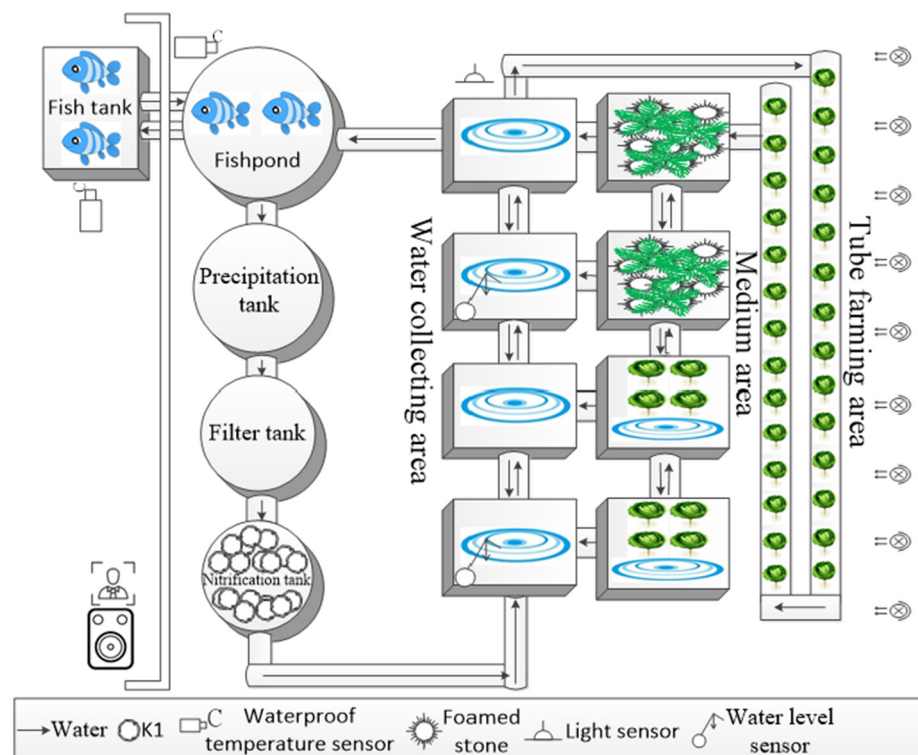 C
Fish tank
C
Fishpond
Precipitation
tank
Filter tank
Nitrification tank
Water collecting area
Medium area
Tube farming area
Water
K1
C
Waterproof
temperature sensor
Foamed
stone
Light sensor
Water level
sensor